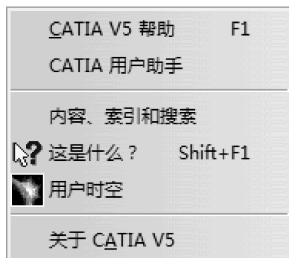 CATIA V5 帮助 F1
CATIA 用户助手
内容、索引和搜索
这是什么？ Shift+F1
用户时空
关于 CATIA V5